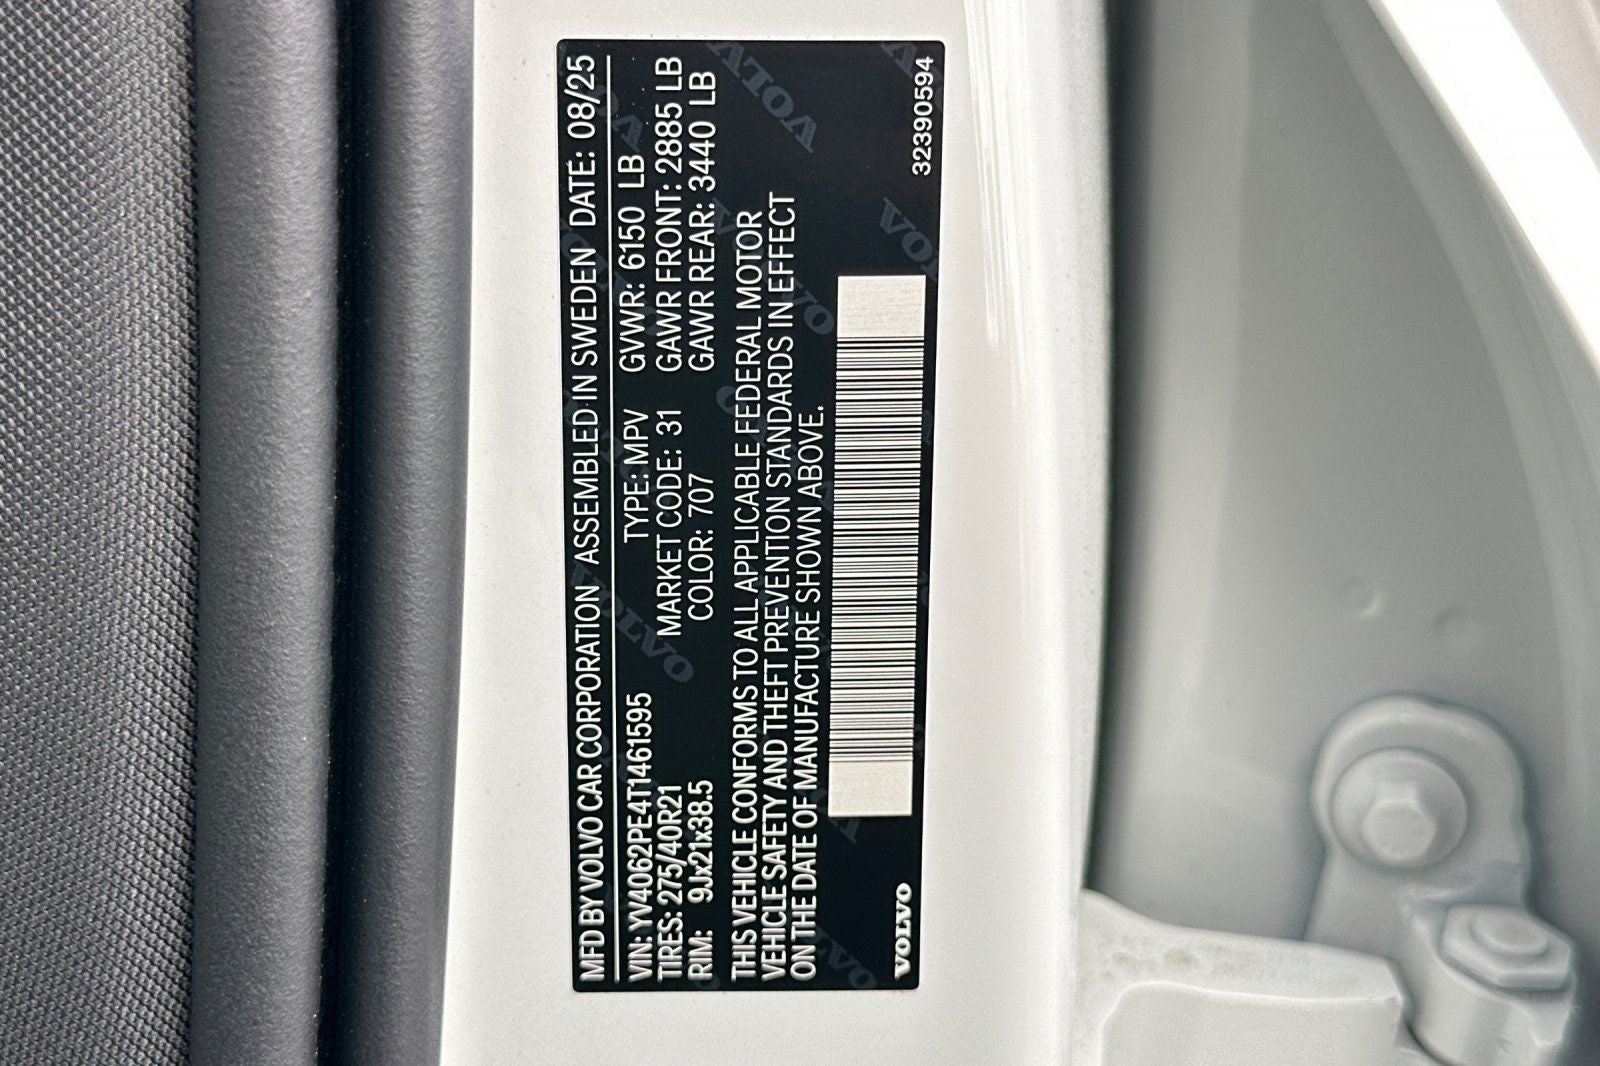 MFD BY VOLVO CAR CORPORATION ASSEMBLED IN SWEDEN DATE: 08/25
VIN: YV4062PE4T1461595 TYPE: MPV GVWR: 6150 LB
TIRES: 275/40R21 MARKET CODE: 31 GAWR FRONT: 2885 LB
RIM: 9Jx21x38.5 COLOR: 707 GAWR REAR: 3440 LB
THIS VEHICLE CONFORMS TO ALL APPLICABLE FEDERAL MOTOR
VEHICLE SAFETY AND THEFT PREVENTION STANDARDS IN EFFECT
ON THE DATE OF MANUFACTURE SHOWN ABOVE.
VOLVO 32390594